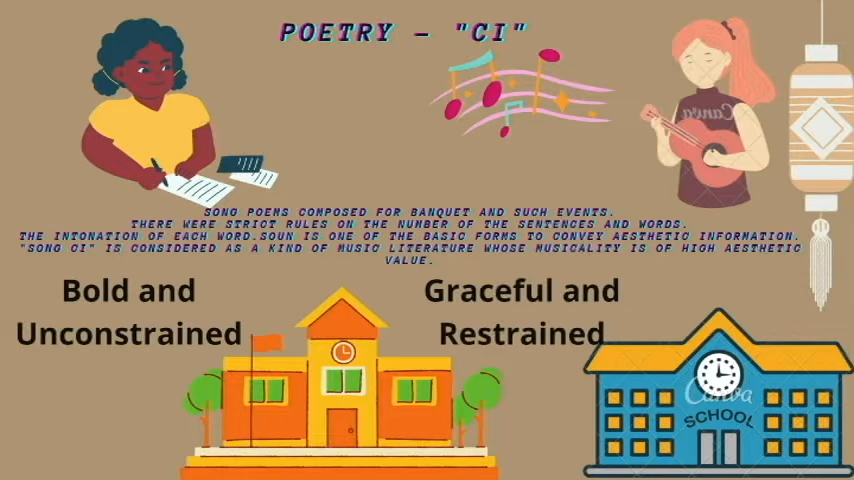 POETRY - "CI"
SONG POEMS COMPOSED FOR BANQUET AND SUCH EVENTS.
THERE WERE STRICT RULES ON THE NUMBER OF THE SENTENCES AND WORDS.
THE INTONATION OF EACH WORD.SOUN IS ONE OF THE BASIC FORMS TO CONVEY AESTHETIC INFORMATION.
"SONG CI" IS CONSIDERED AS A KIND OF MUSIC LITERATURE WHOSE MUSICALITY IS OF HIGH AESTHETIC
VALUE.
Bold and
Unconstrained
Graceful and
Restrained
Canva
Canva
SCHOOL